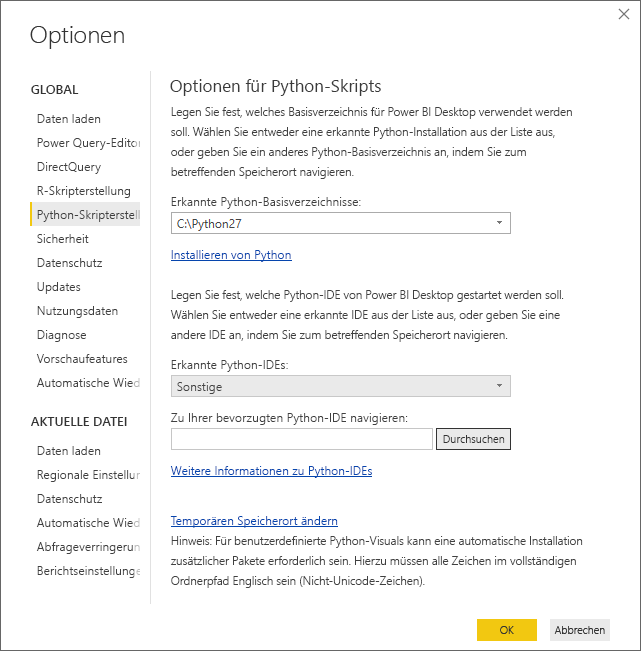 Optionen
GLOBAL
Daten laden
Power Query-Editor
DirectQuery
R-Skripterstellung
Python-Skripterstell
Sicherheit
Datenschutz
Updates
Nutzungsdaten
Diagnose
Vorschaufeatures
Automatische Wied
AKTUELLE DATEI
Daten laden
Regionale Einstellun
Datenschutz
Automatische Wied
Abfrageverringerun
Berichtseinstellunge
Optionen für Python-Skripts
Legen Sie fest, welches Basisverzeichnis für Power BI Desktop verwendet werden
soll. Wählen Sie entweder eine erkannte Python-Installation aus der Liste aus,
oder geben Sie ein anderes Python-Basisverzeichnis an, indem Sie zum
betreffenden Speicherort navigieren.
Erkannte Python-Basisverzeichnisse:
C:\Python27
Installieren von Python
Legen Sie fest, welche Python-IDE von Power BI Desktop gestartet werden soll.
Wählen Sie entweder eine erkannte IDE aus der Liste aus, oder geben Sie eine
andere IDE an, indem Sie zum betreffenden Speicherort navigieren.
Erkannte Python-IDEs:
Sonstige
Zu Ihrer bevorzugten Python-IDE navigieren:
Durchsuchen
Weitere Informationen zu Python-IDEs
Temporären Speicherort ändern
Hinweis: Für benutzerdefinierte Python-Visuals kann eine automatische Installation
zusätzlicher Pakete erforderlich sein. Hierzu müssen alle Zeichen im vollständigen
Ordnerpfad Englisch sein (Nicht-Unicode-Zeichen).
OK
Abbrechen